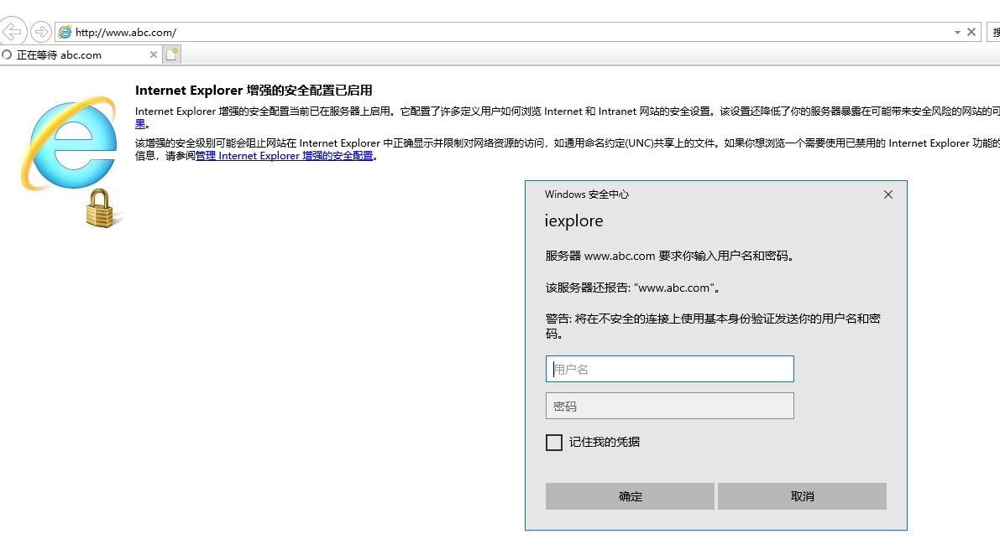 http://www.abc.com/
正在等待 abc.com
Internet Explorer 增强的安全配置已启用
Internet Explorer 增强的安全配置当前已在服务器上启用。它配置了许多定义用户如何浏览 Internet 和 Intranet 网站的安全设置。该设置还降低了你的服务器暴露在可能带来安全风险的网站的可
果。
该增强的安全级别可能会阻止网站在 Internet Explorer 中正确显示并限制对网络资源的访问，如通用命名约定(UNC)共享上的文件。如果你想浏览一个需要使用已禁用的 Internet Explorer 功能的
信息，请参阅管理 Internet Explorer 增强的安全配置。
Windows 安全中心
iexplore
服务器 www.abc.com 要求你输入用户名和密码。
该服务器还报告: "www.abc.com"。
警告: 将在不安全的连接上使用基本身份验证发送你的用户名和密
码。
用户名
密码
记住我的凭据
确定 取消